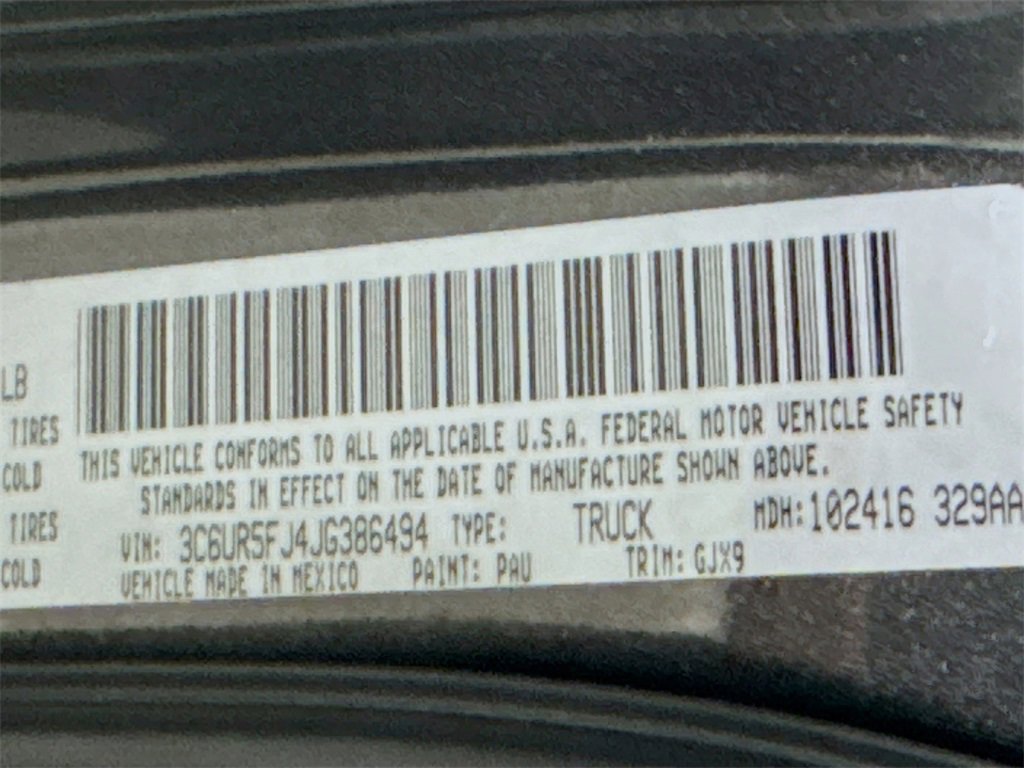 LB
TIRES
COLD
TIRES
COLD
THIS VEHICLE CONFORMS TO ALL APPLICABLE U.S.A. FEDERAL MOTOR VEHICLE SAFETY
STANDARDS IN EFFECT ON THE DATE OF MANUFACTURE SHOWN ABOVE.
VIN: 3C6UR5FJ4JG386494 TYPE: TRUCK MDH:102416 329AA
VEHICLE MADE IN MEXICO PAINT: PAU TRIM: GJX9